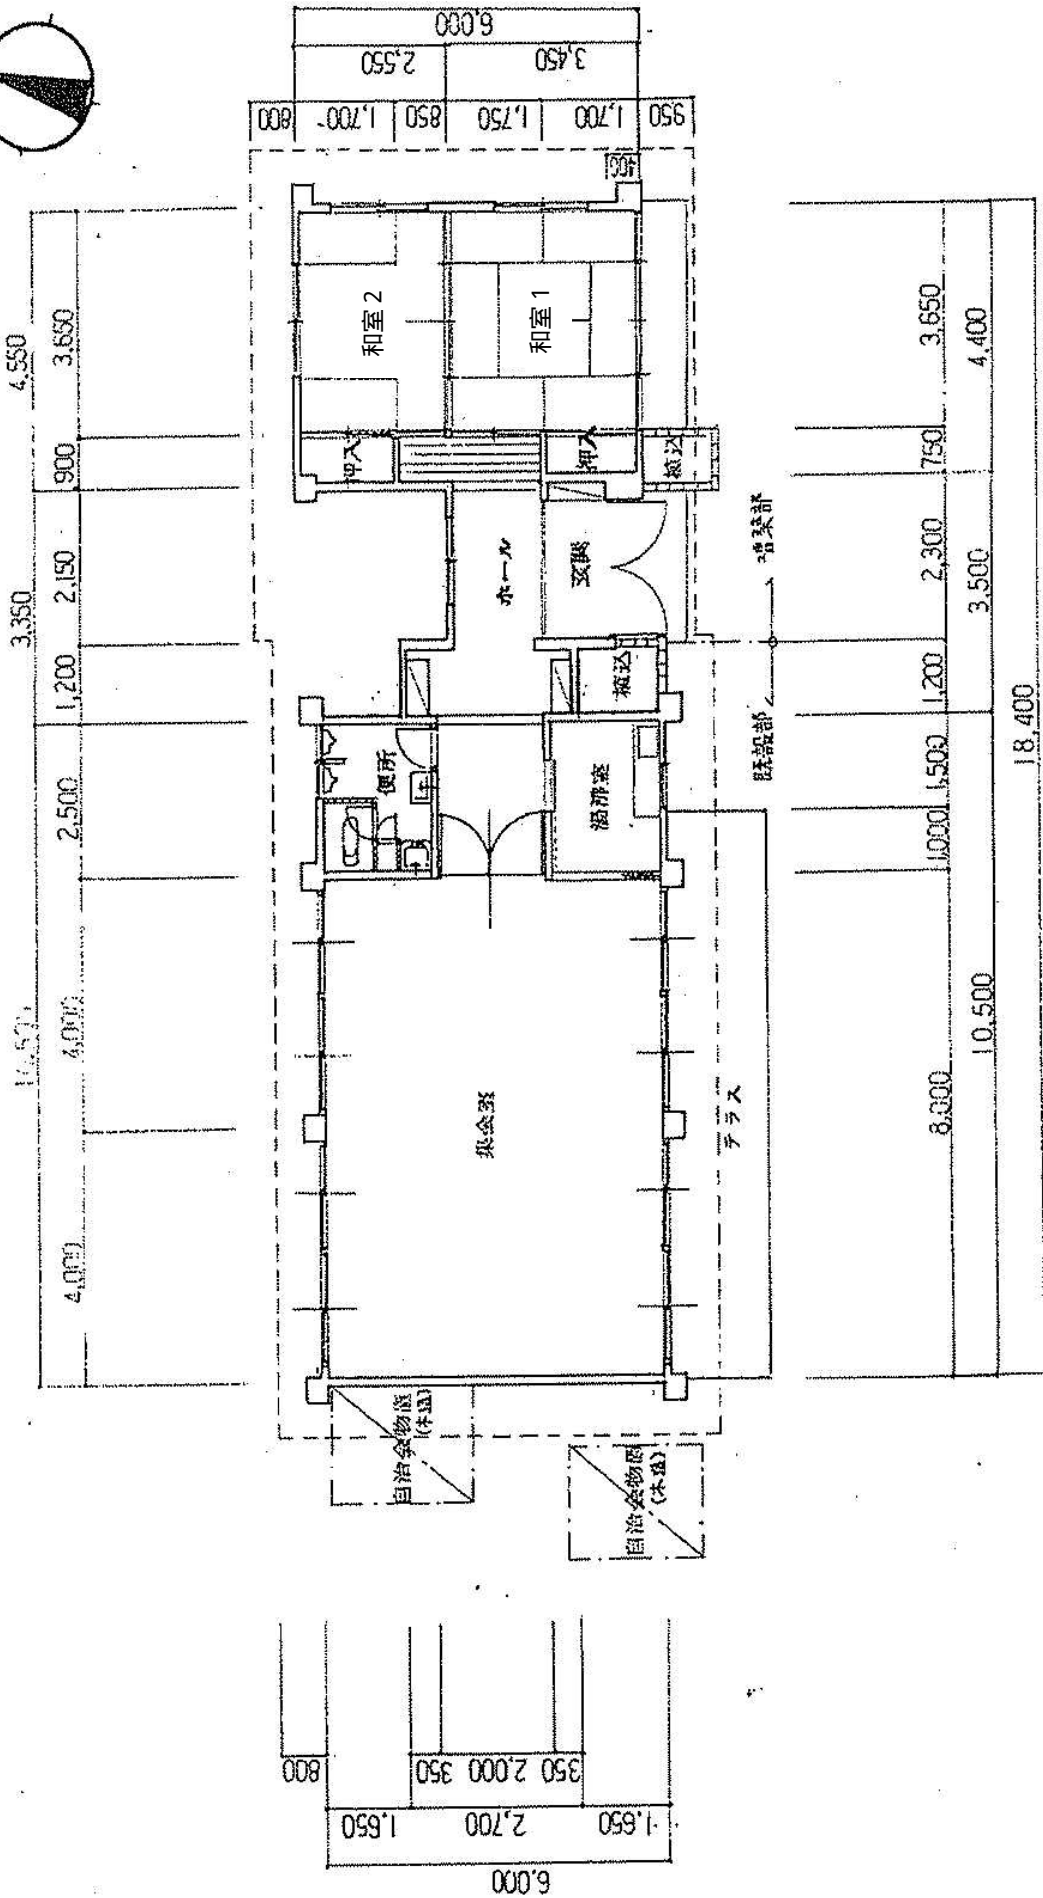 6,000
2,550
3,450
800
1,700
850
1,750
1,700
950
400
4,550
3,650
900
3,350
2,150
1,200
2,500
4,000
4,000
和室2
和室1
押入
押入
植込
ホール
玄関
植込
便所
湯沸室
集会室
テラス
増築部
既設部
3,650
750
2,300
1,200
1,500
1,000
8,000
4,400
3,500
10,500
18,400
自治会物置
(木造)
自治会物置
(木造)
800
350
2,000
350
1,650
2,700
1,650
6,000